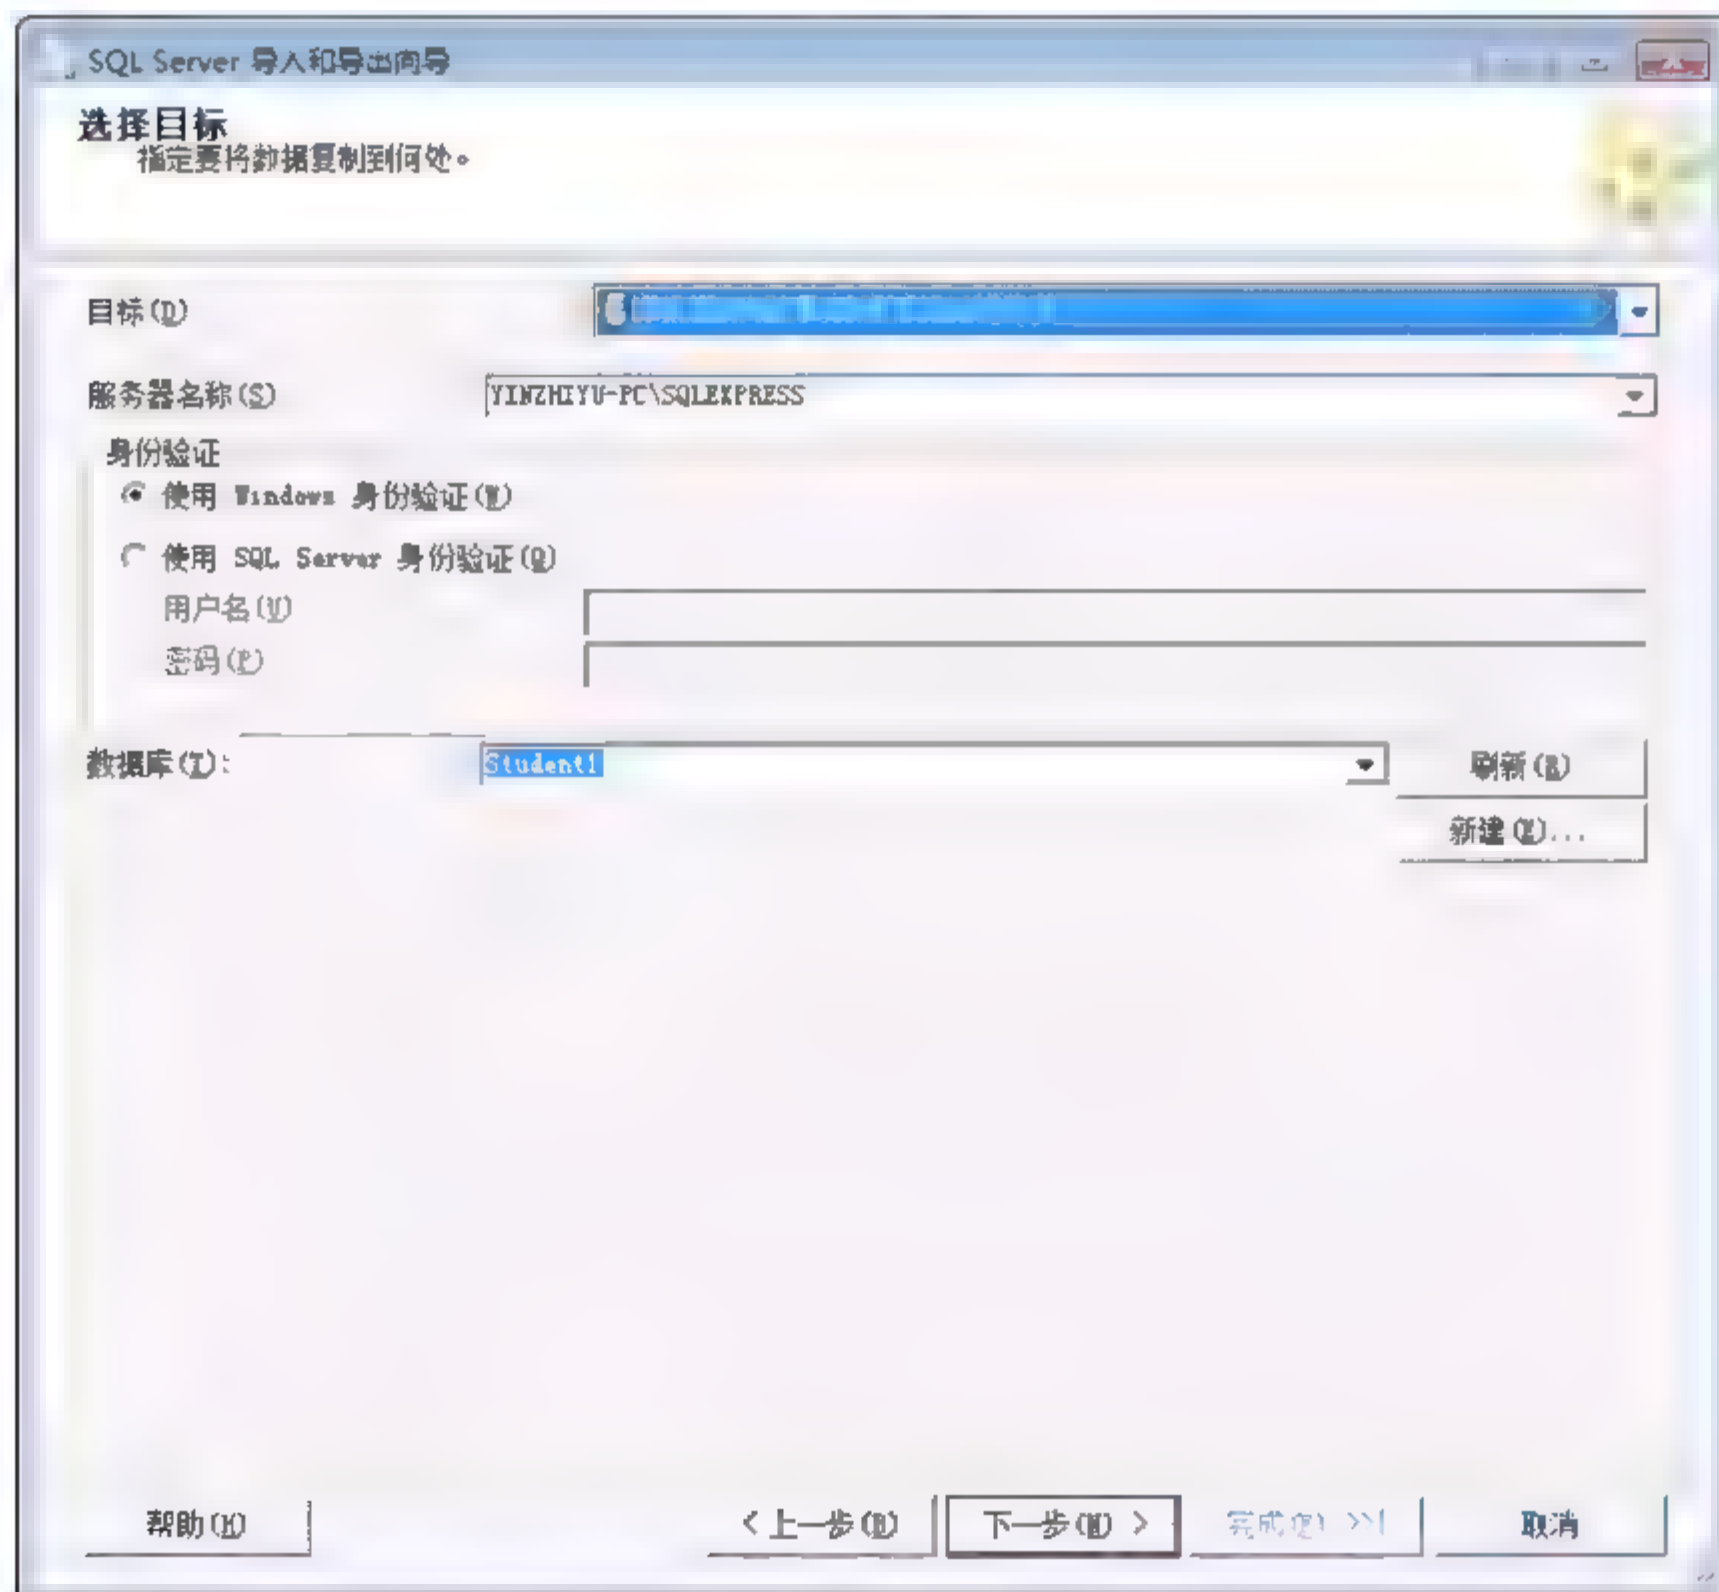 SQL Server 导入和导出向导
选择目标
指定要将数据复制到何处。
目标(D)
服务器名称(S) YINZHIYU-PC\SQLEXPRESS
身份验证
使用 Windows 身份验证(W)
使用 SQL Server 身份验证(Q)
用户名(U)
密码(P)
数据库(T): Student1 刷新(R)
新建(E)...
帮助(H) < 上一步(B) 下一步(N) > 完成(F) >>| 取消